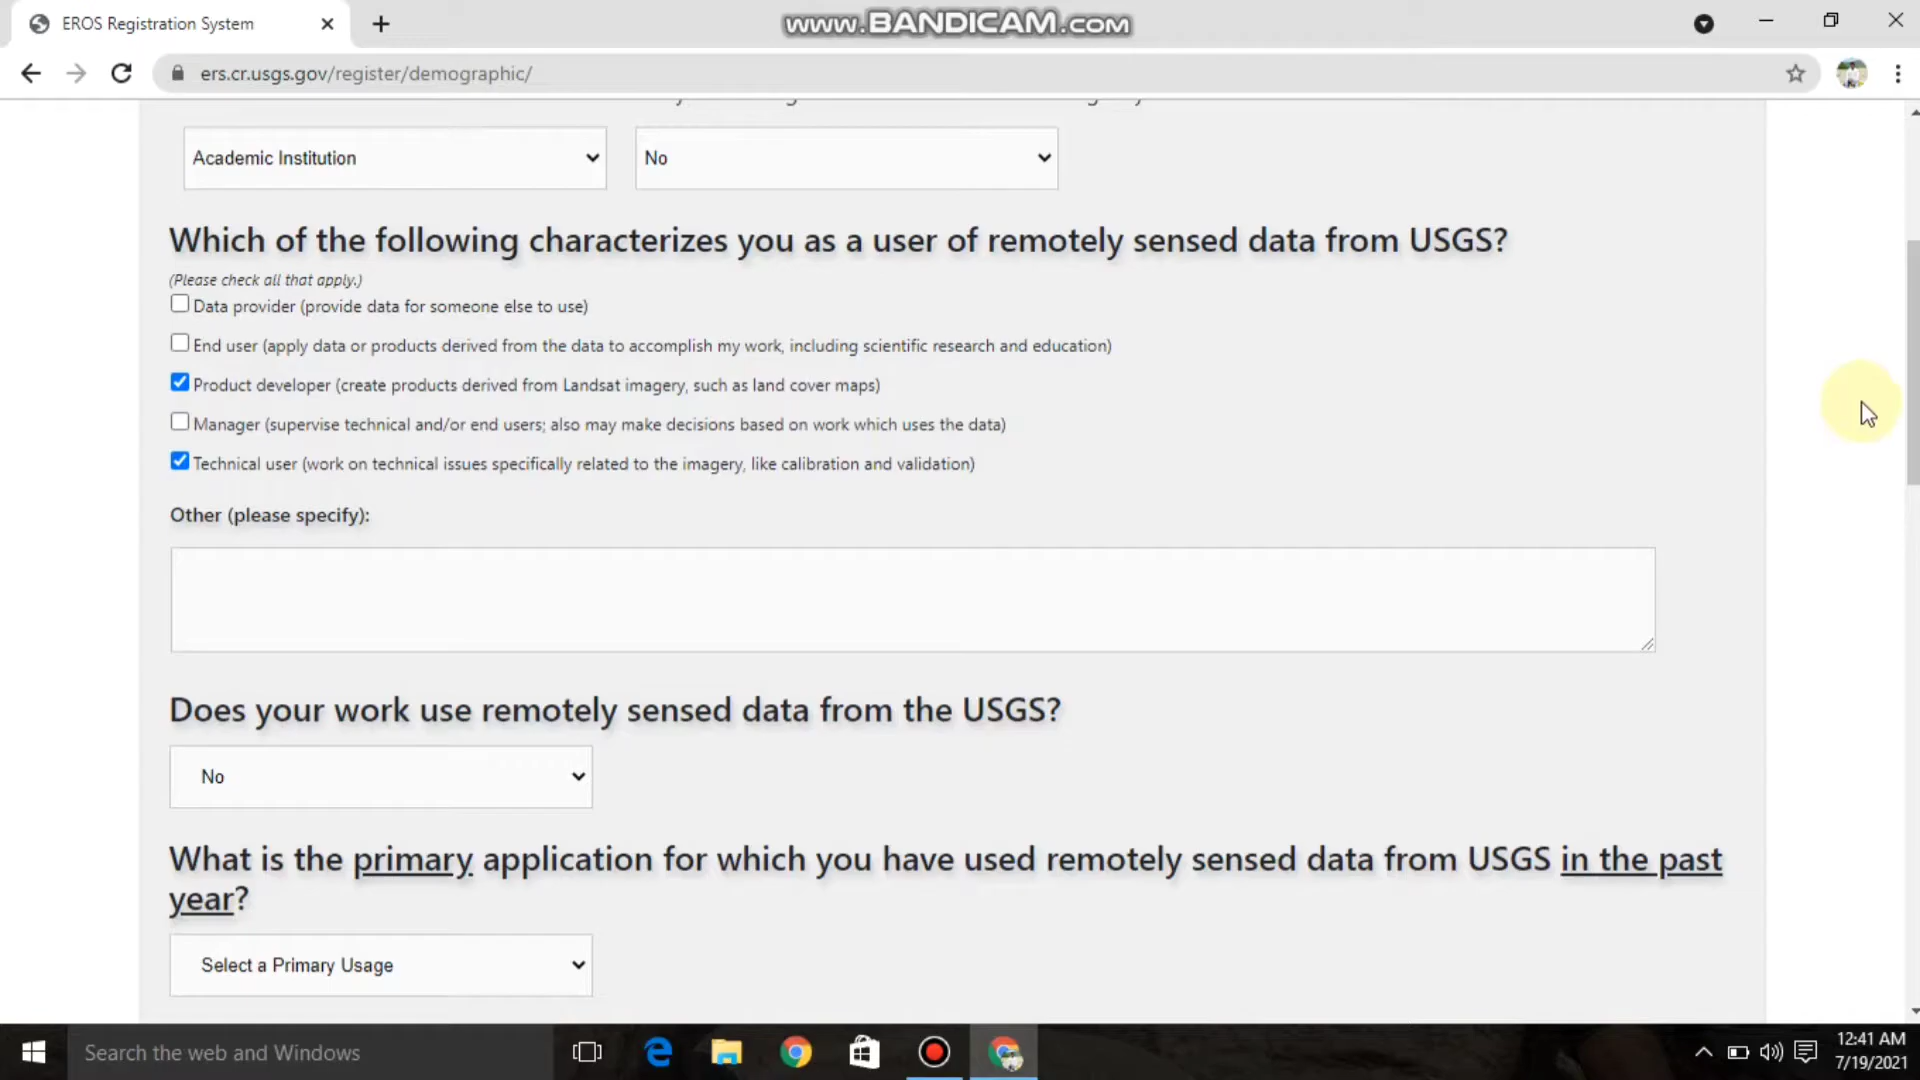 EROS Registration System
www.BANDICAM.com
ers.cr.usgs.gov/register/demographic/
Academic Institution
No
Which of the following characterizes you as a user of remotely sensed data from USGS?
(Please check all that apply.)
Data provider (provide data for someone else to use)
End user (apply data or products derived from the data to accomplish my work, including scientific research and education)
Product developer (create products derived from Landsat imagery, such as land cover maps)
Manager (supervise technical and/or end users; also may make decisions based on work which uses the data)
Technical user (work on technical issues specifically related to the imagery, like calibration and validation)
Other (please specify):
Does your work use remotely sensed data from the USGS?
No
What is the primary application for which you have used remotely sensed data from USGS in the past
year?
Select a Primary Usage
Search the web and Windows
12:41 AM
7/19/2021